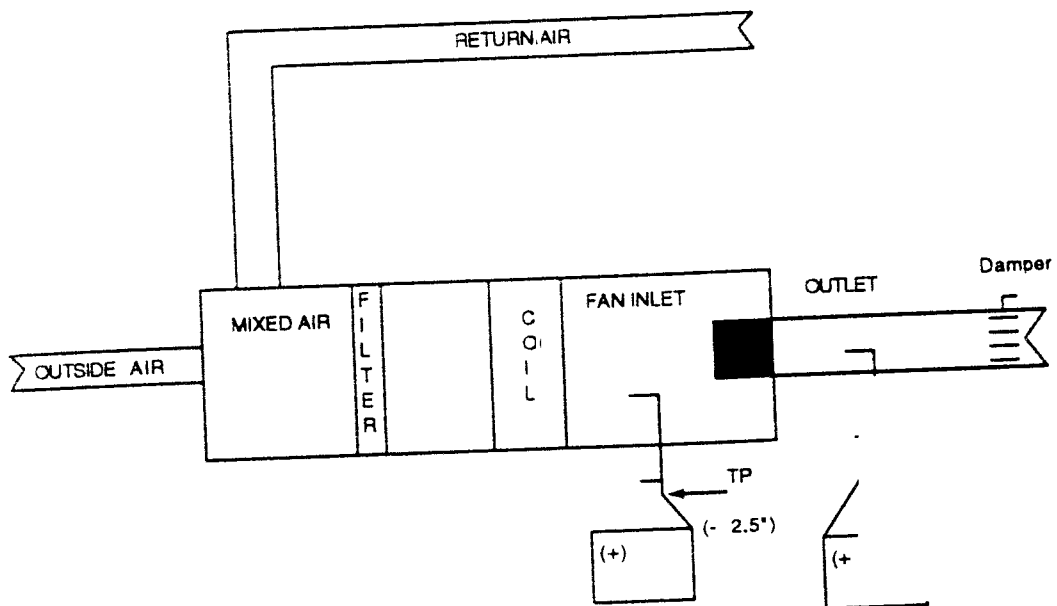 RETURN.AIR
Damper
OUTLET
FAN INLET
MIXED AIR
FILTER
COIL
OUTSIDE AIR
TP
(- 2.5")
(+)
(+